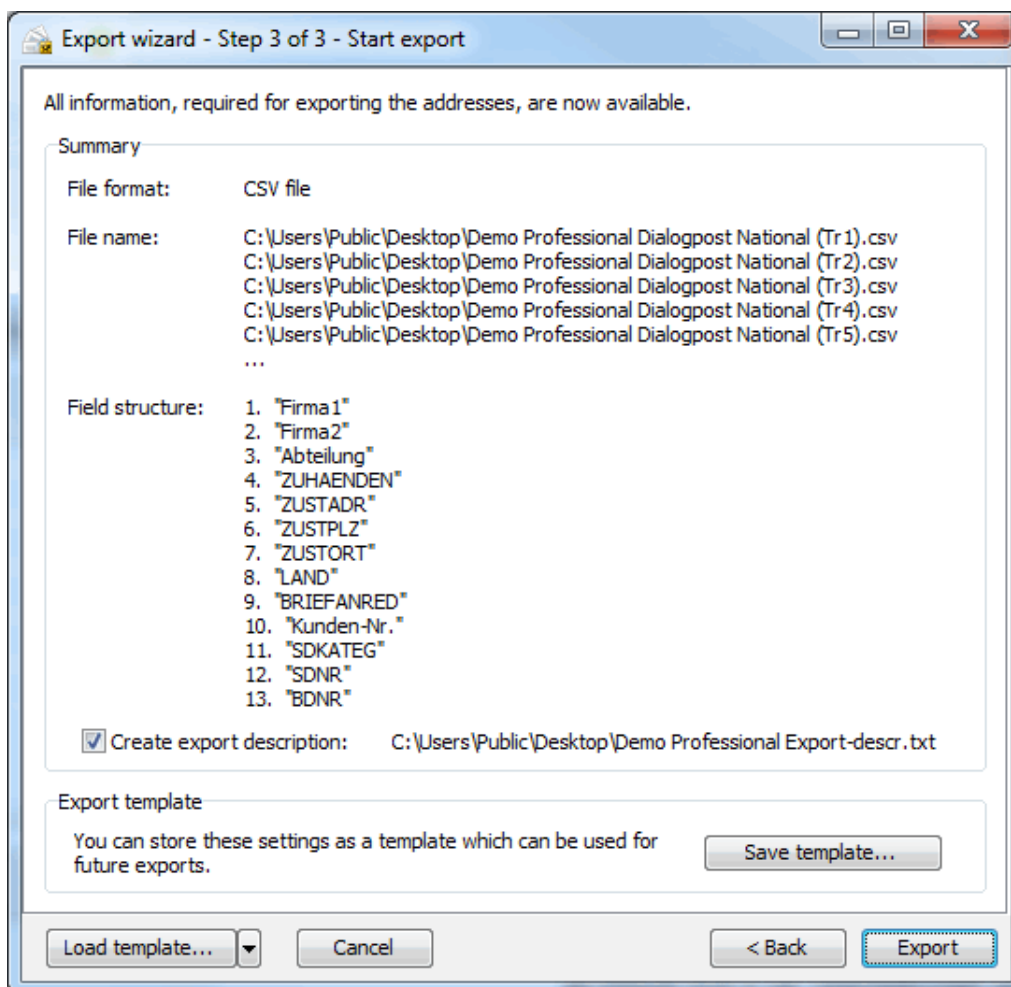 Export wizard - Step 3 of 3 - Start export
All information, required for exporting the addresses, are now available.
Summary
File format: CSV file
File name: C:\Users\Public\Desktop\Demo Professional Dialogpost National (Tr1).csv
C:\Users\Public\Desktop\Demo Professional Dialogpost National (Tr2).csv
C:\Users\Public\Desktop\Demo Professional Dialogpost National (Tr3).csv
C:\Users\Public\Desktop\Demo Professional Dialogpost National (Tr4).csv
C:\Users\Public\Desktop\Demo Professional Dialogpost National (Tr5).csv
...
Field structure: 1. "Firma1"
2. "Firma2"
3. "Abteilung"
4. "ZUHAENDEN"
5. "ZUSTADR"
6. "ZUSTPLZ"
7. "ZUSTORT"
8. "LAND"
9. "BRIEFANRED"
10. "Kunden-Nr."
11. "SDKATEG"
12. "SDNR"
13. "BDNR"
Create export description: C:\Users\Public\Desktop\Demo Professional Export-descr.txt
Export template
You can store these settings as a template which can be used for
future exports.
Save template...
Load template... Cancel < Back Export